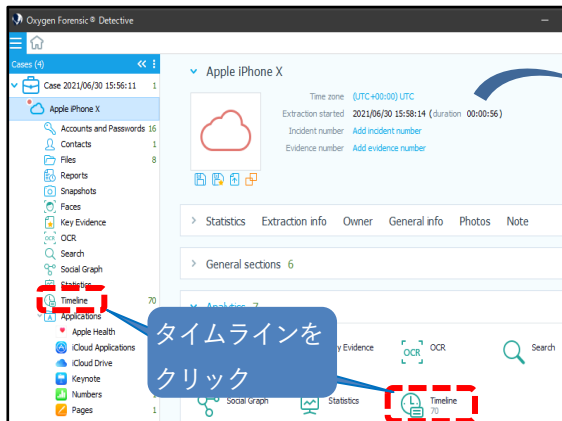 Oxygen Forensic® Detective
Cases (4)
Case 2021/06/30 15:56:11 1
Apple iPhone X
Accounts and Passwords 16
Contacts 1
Files 8
Reports
Snapshots
Faces
Key Evidence
OCR OCR
Search
Social Graph
Statistics
Timeline 70
Applications
Apple Health
iCloud Applications
iCloud Drive
Keynote
Numbers
Pages 1
Apple iPhone X
Time zone (UTC+00:00) UTC
Extraction started 2021/06/30 15:58:14 (duration 00:00:56)
Incident number Add incident number
Evidence number Add evidence number
Statistics Extraction info Owner General info Photos Note
General sections 6
Analytics 7
Evidence OCR OCR Search
Social Graph Statistics Timeline
70
タイムラインを
クリック